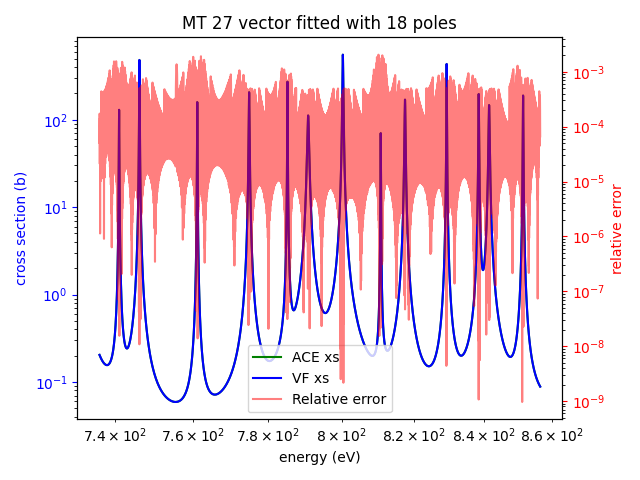 MT 27 vector fitted with 18 poles
cross section (b)
10²
10¹
10⁰
10⁻¹
10⁻³
10⁻⁴
10⁻⁵
10⁻⁶
10⁻⁷
10⁻⁸
10⁻⁹
relative error
ACE xs
VF xs
Relative error
7.4 × 10² 7.6 × 10² 7.8 × 10² 8 × 10² 8.2 × 10² 8.4 × 10² 8.6 × 10²
energy (eV)